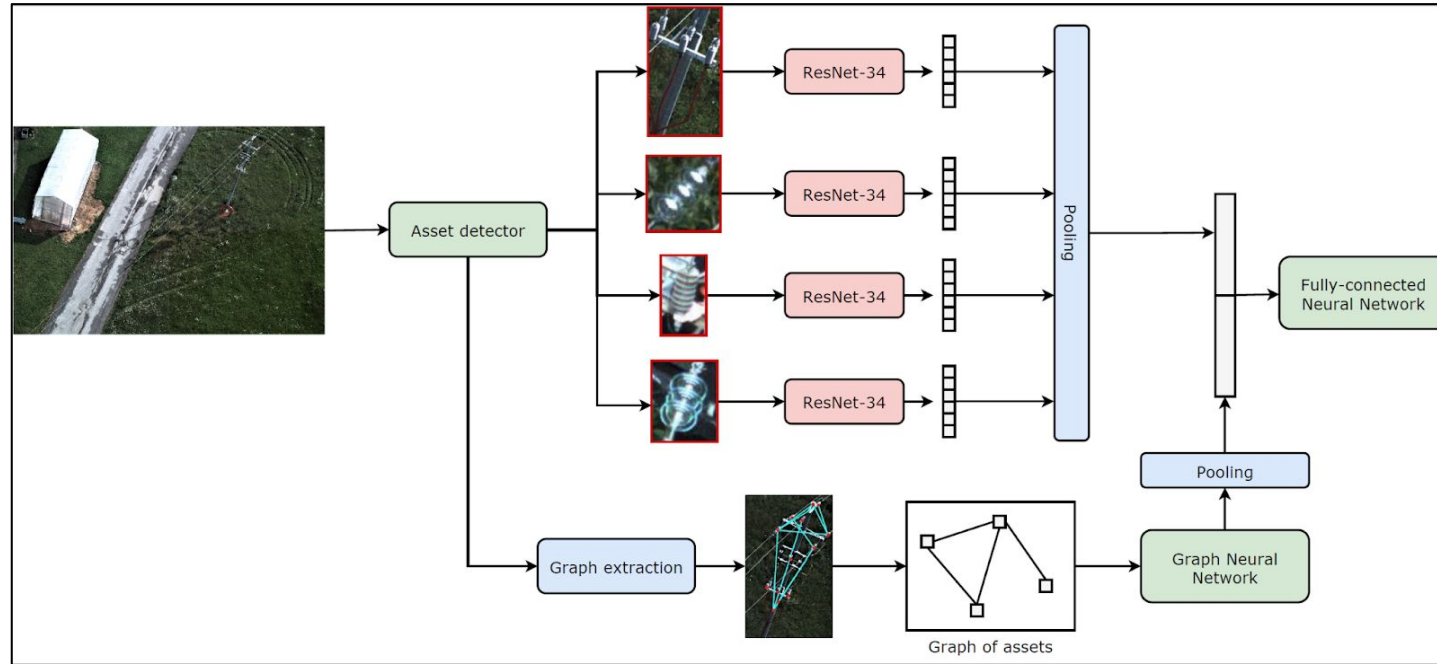 ResNet-34
ResNet-34
Asset detector
Pooling
ResNet-34
Fully-connected
Neural Network
ResNet-34
Pooling
Graph extraction
Graph Neural
Network
Graph of assets